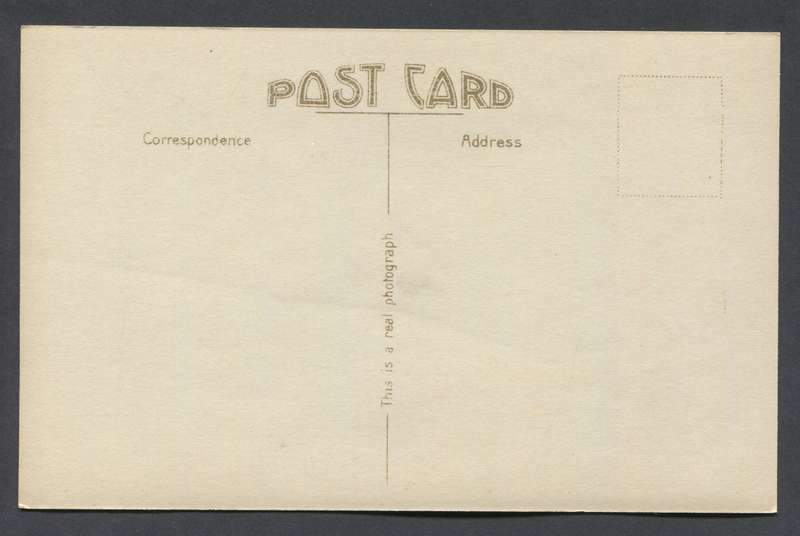 POST CARD
Correspondence
Address
This is a real photograph